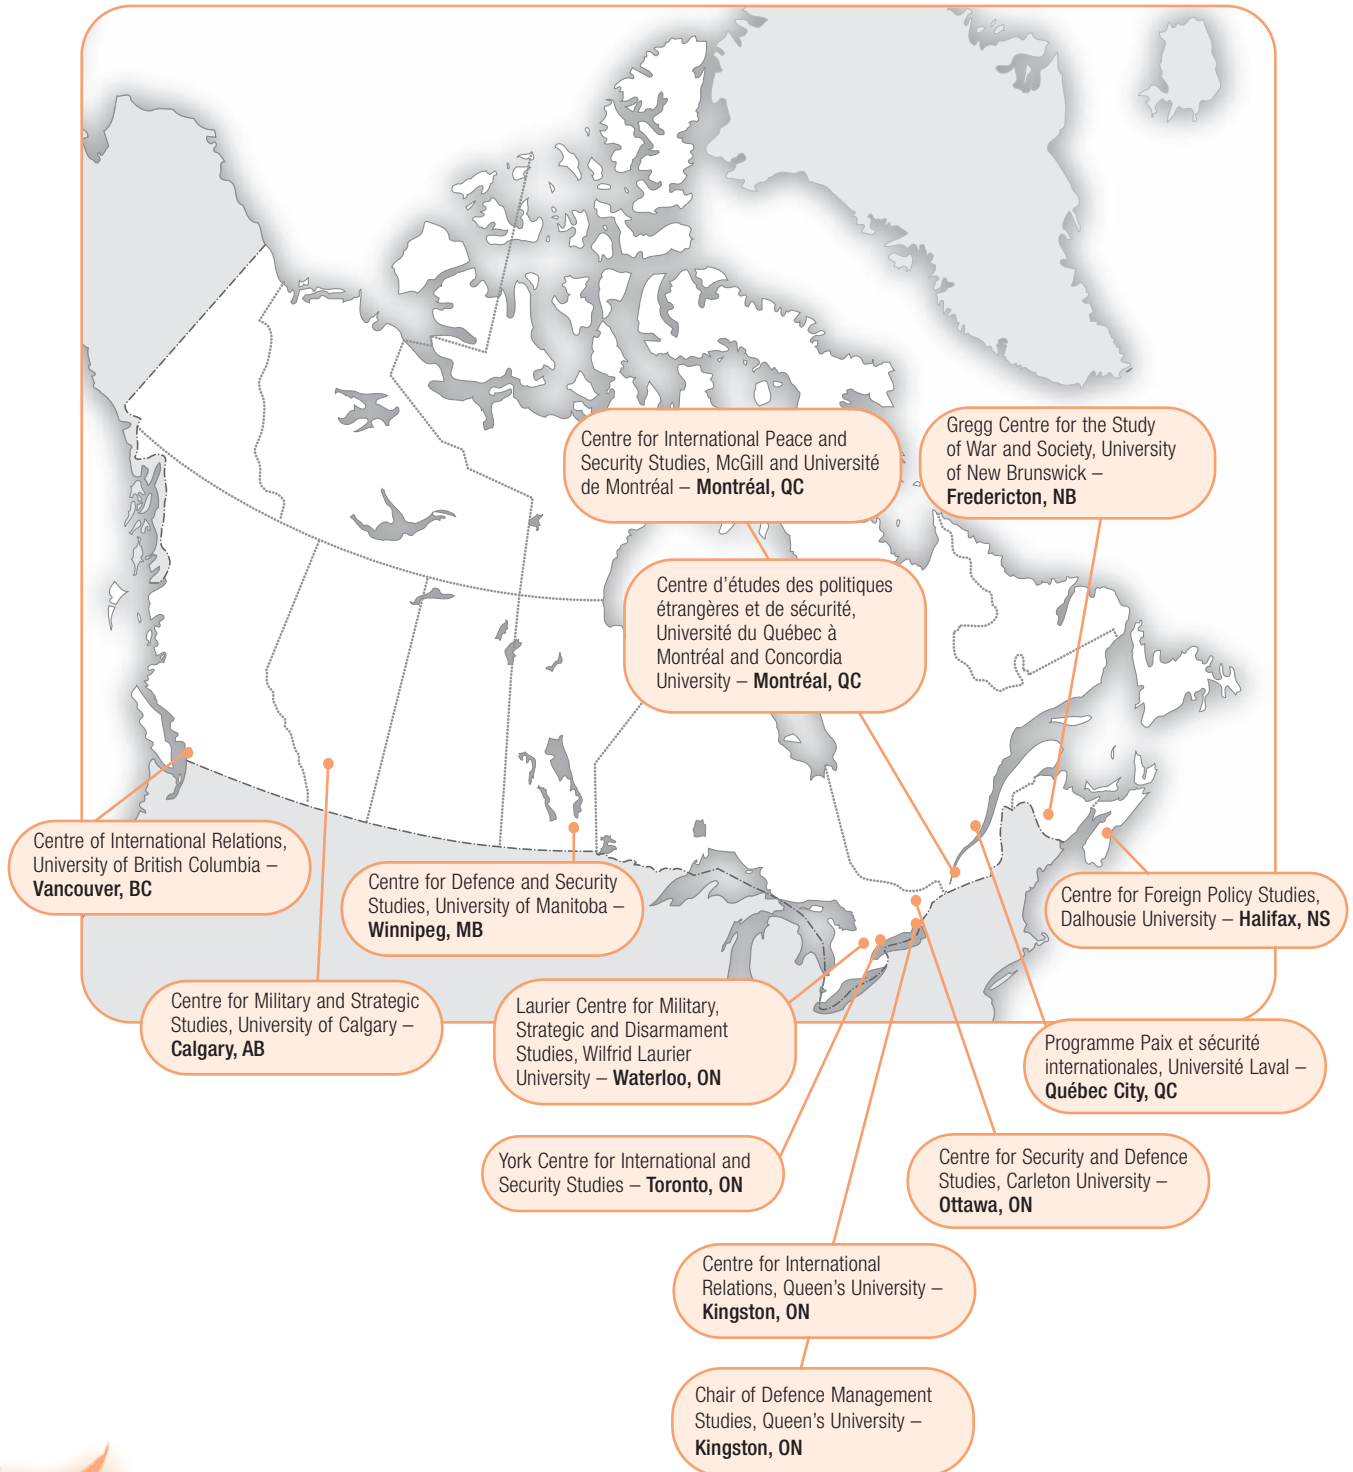 Centre for International Peace and
Security Studies, McGill and Université
de Montréal – Montréal, QC
Gregg Centre for the Study
of War and Society, University
of New Brunswick –
Fredericton, NB
Centre d’études des politiques
étrangères et de sécurité,
Université du Québec à
Montréal and Concordia
University – Montréal, QC
Centre of International Relations,
University of British Columbia –
Vancouver, BC
Centre for Defence and Security
Studies, University of Manitoba –
Winnipeg, MB
Centre for Foreign Policy Studies,
Dalhousie University – Halifax, NS
Centre for Military and Strategic
Studies, University of Calgary –
Calgary, AB
Laurier Centre for Military,
Strategic and Disarmament
Studies, Wilfrid Laurier
University – Waterloo, ON
Programme Paix et sécurité
internationales, Université Laval –
Québec City, QC
York Centre for International and
Security Studies – Toronto, ON
Centre for Security and Defence
Studies, Carleton University –
Ottawa, ON
Centre for International
Relations, Queen’s University –
Kingston, ON
Chair of Defence Management
Studies, Queen’s University –
Kingston, ON